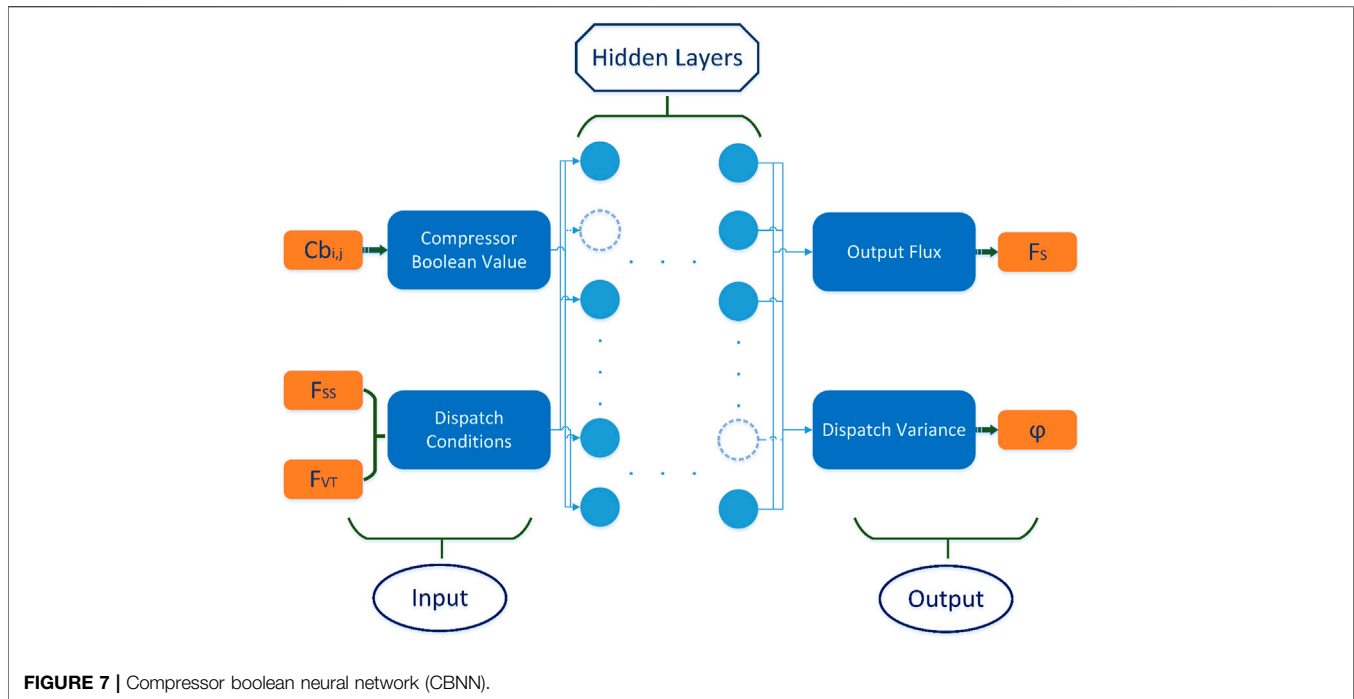 Hidden Layers
Cbi,j
Compressor
Boolean Value
Output Flux
FS
FSS
FVT
Dispatch
Conditions
Dispatch Variance
φ
Input
Output
FIGURE 7 | Compressor boolean neural network (CBNN).